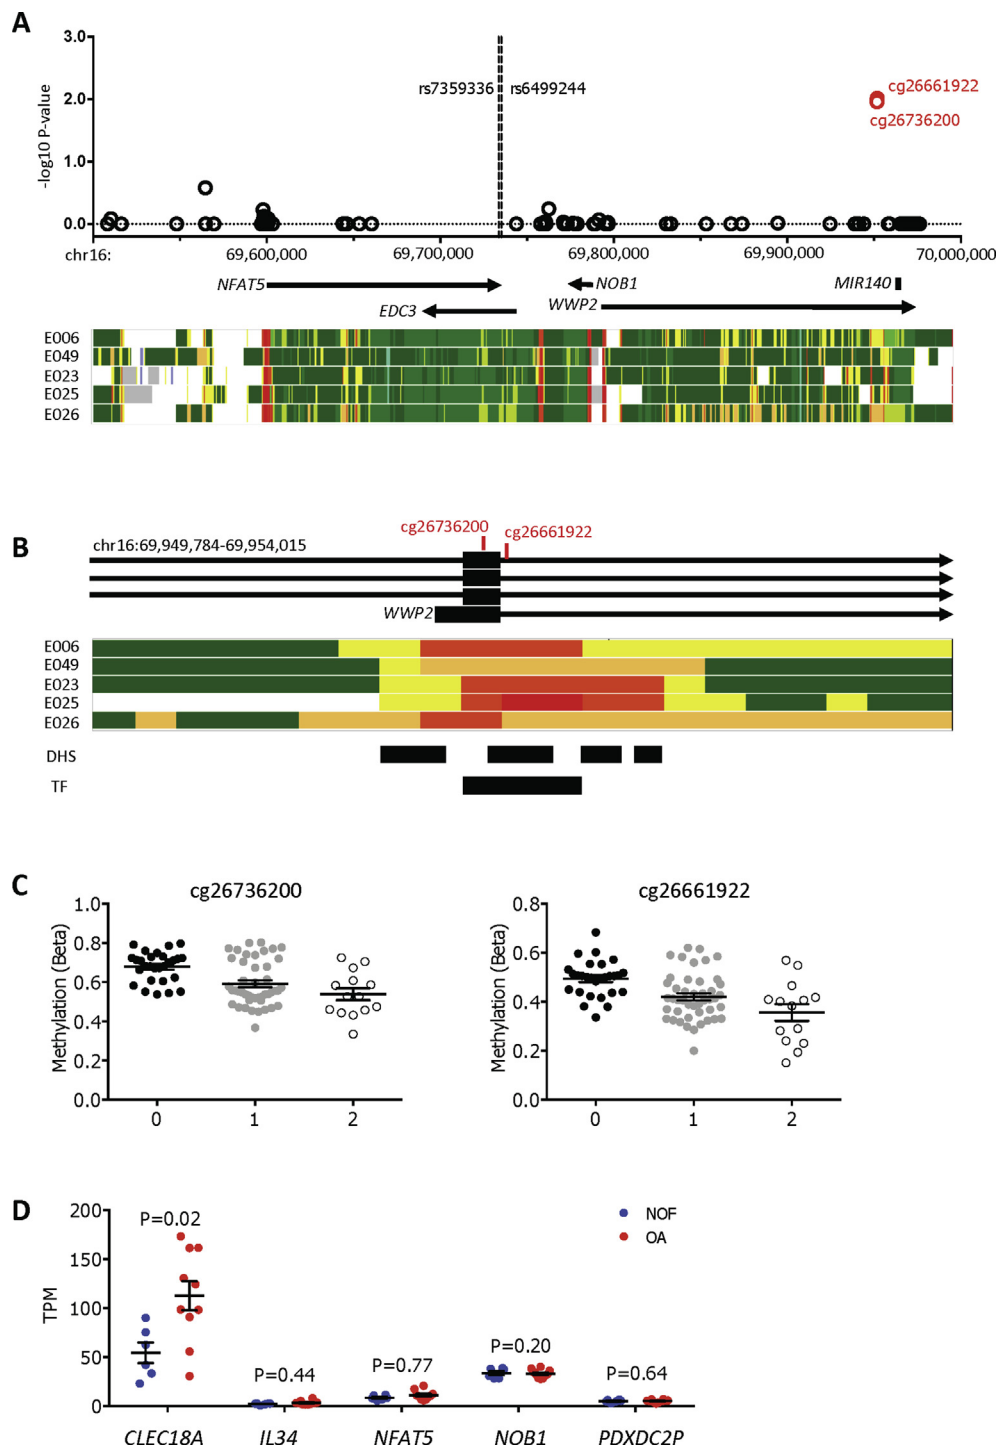 A
3.0
2.0
1.0
0.0
-log10 P-value
rs7359336 rs6499244
cg26661922
cg26736200
chr16: 69,600,000 69,700,000 69,800,000 69,900,000 70,000,000
NFAT5 NOB1 MIR140
EDC3 WWP2
E006
E049
E023
E025
E026
B
cg26736200 cg26661922
chr16:69,949,784-69,954,015
WWP2
E006
E049
E023
E025
E026
DHS
TF
C
cg26736200
Methylation (Beta)
1.0
0.8
0.6
0.4
0.2
0.0
0 1 2
cg26661922
Methylation (Beta)
0.8
0.6
0.4
0.2
0.0
0 1 2
D
TPM
200
150
100
50
0
NOF
OA
P=0.02
P=0.44
P=0.77
P=0.20
P=0.64
CLEC18A IL34 NFAT5 NOB1 PDXDC2P